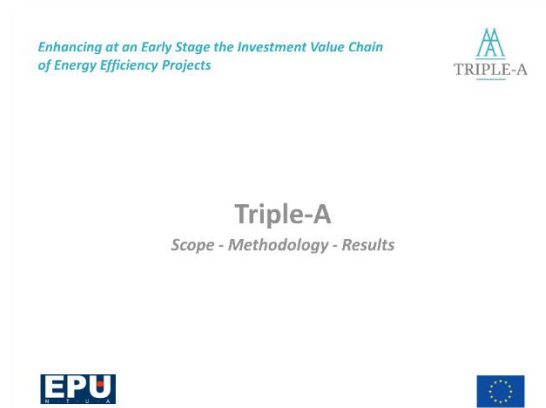 Enhancing at an Early Stage the Investment Value Chain
of Energy Efficiency Projects
TRIPLE-A
Triple-A
Scope - Methodology - Results
EPU
N · T · U · A